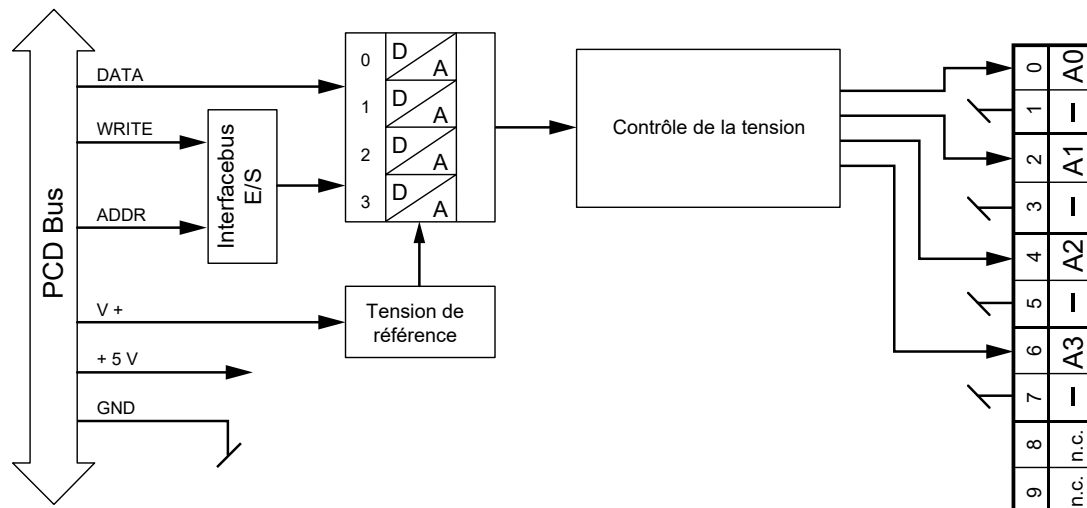 PCD Bus
DATA
WRITE
ADDR
V +
+ 5 V
GND
Interfacebus
E/S
0
1
2
3
D
A
D
A
D
A
D
A
Tension de
référence
Contrôle de la tension
0 A0
1 –
2 A1
3 –
4 A2
5 –
6 A3
7 –
8 n.c.
9 n.c.